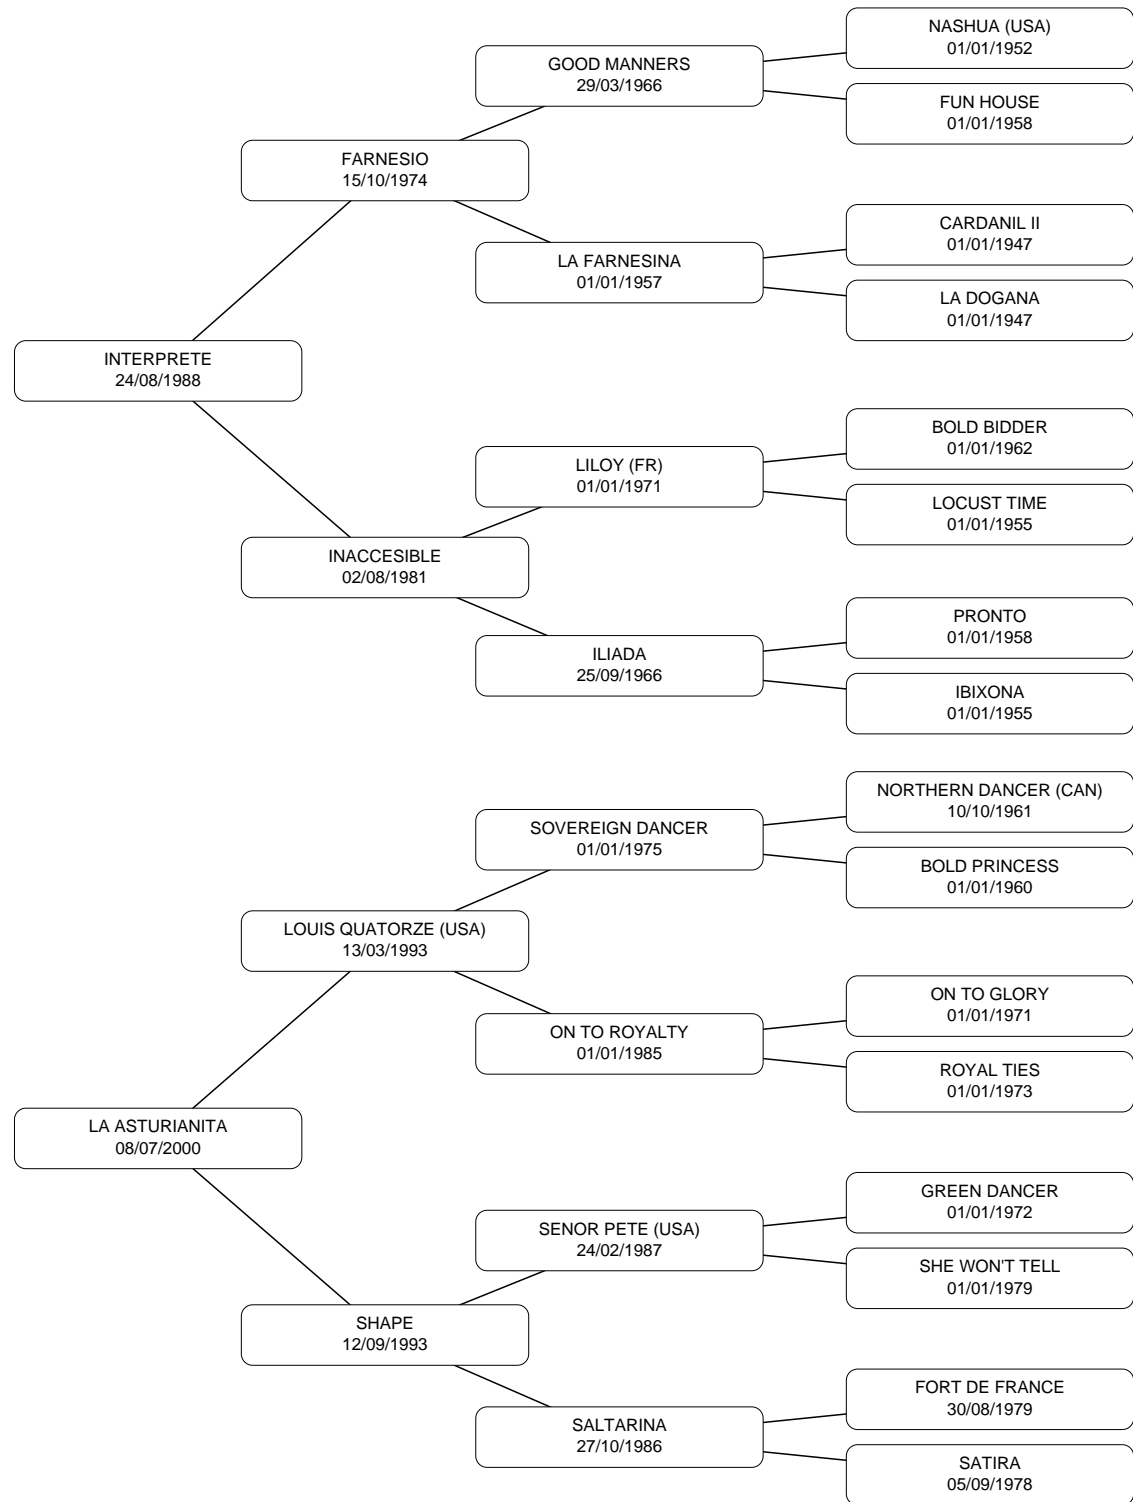 NASHUA (USA)
01/01/1952
GOOD MANNERS
29/03/1966
FUN HOUSE
01/01/1958
FARNESIO
15/10/1974
CARDANIL II
01/01/1947
LA FARNESINA
01/01/1957
LA DOGANA
01/01/1947
INTERPRETE
24/08/1988
BOLD BIDDER
01/01/1962
LILOY (FR)
01/01/1971
LOCUST TIME
01/01/1955
INACCESIBLE
02/08/1981
PRONTO
01/01/1958
ILIADA
25/09/1966
IBIXONA
01/01/1955
NORTHERN DANCER (CAN)
10/10/1961
SOVEREIGN DANCER
01/01/1975
BOLD PRINCESS
01/01/1960
LOUIS QUATORZE (USA)
13/03/1993
ON TO GLORY
01/01/1971
ON TO ROYALTY
01/01/1985
ROYAL TIES
01/01/1973
LA ASTURIANITA
08/07/2000
GREEN DANCER
01/01/1972
SENOR PETE (USA)
24/02/1987
SHE WON'T TELL
01/01/1979
SHAPE
12/09/1993
FORT DE FRANCE
30/08/1979
SALTARINA
27/10/1986
SATIRA
05/09/1978